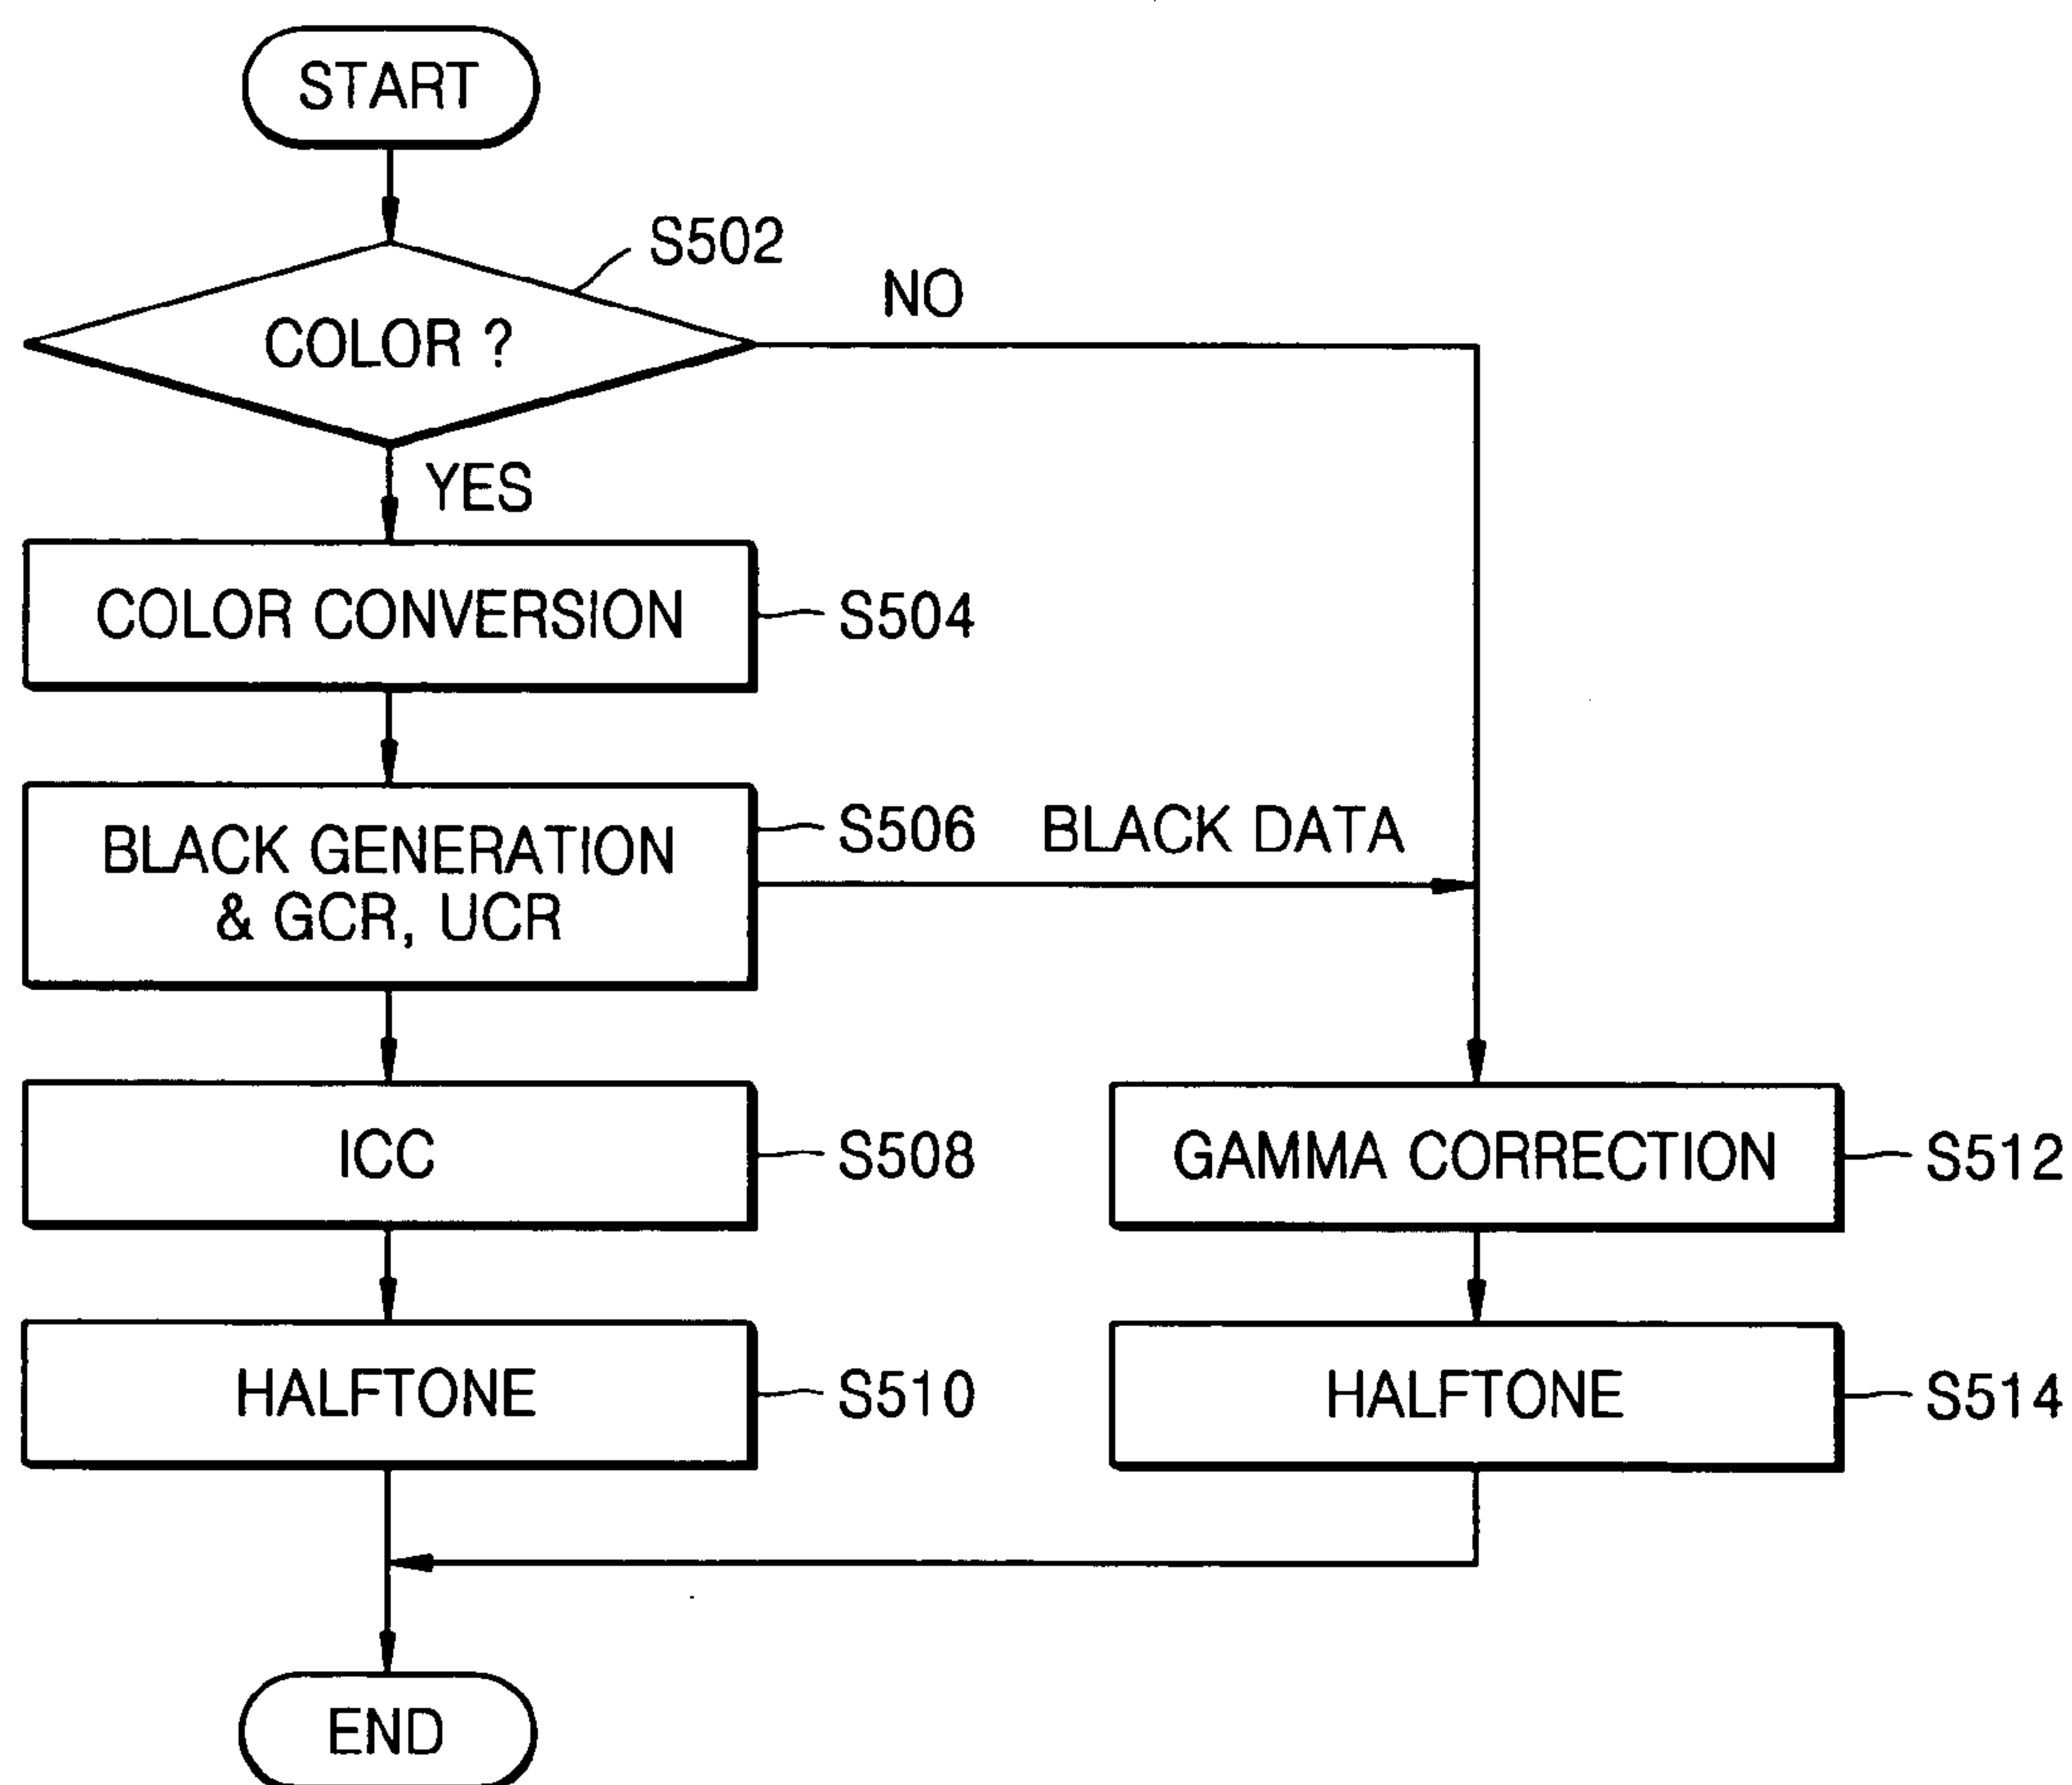 START
S502
COLOR ?
NO
YES
COLOR CONVERSION
S504
BLACK GENERATION
& GCR, UCR
S506
BLACK DATA
ICC
S508
GAMMA CORRECTION
S512
HALFTONE
S510
HALFTONE
S514
END